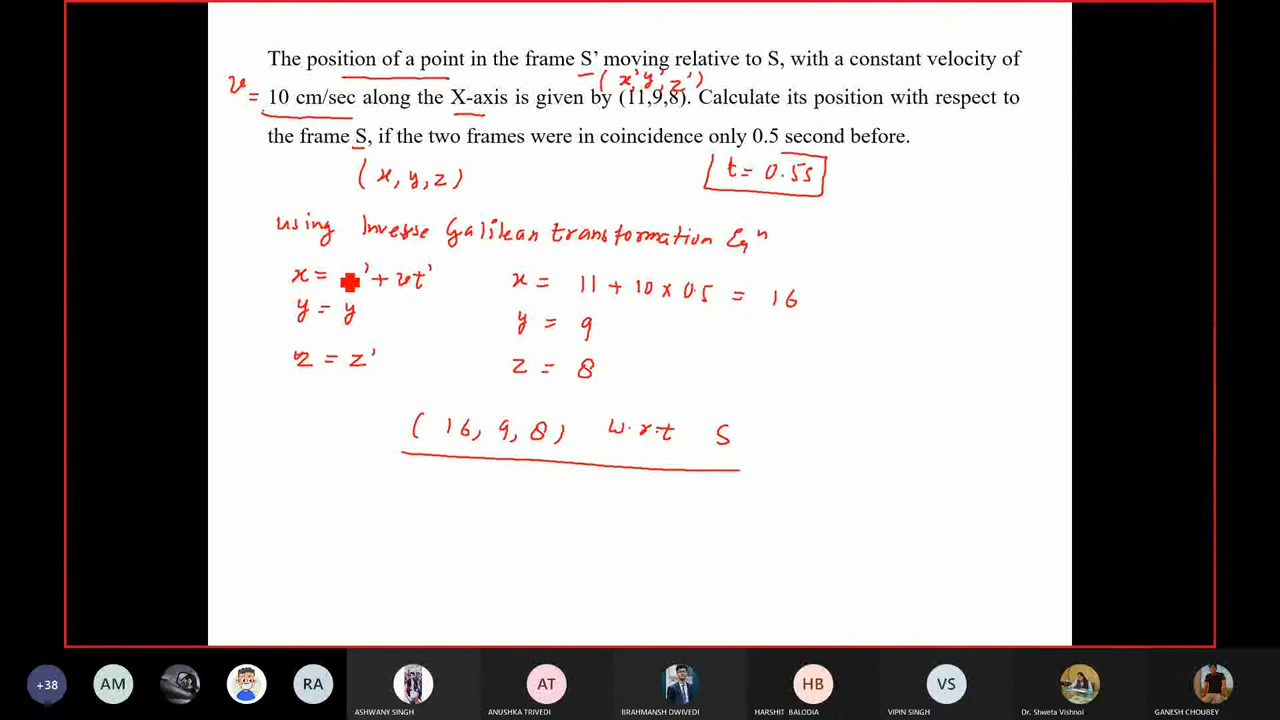 The position of a point in the frame S’ moving relative to S, with a constant velocity of
v = — (x',y',z')
10 cm/sec along the X-axis is given by (11,9,8). Calculate its position with respect to
the frame S, if the two frames were in coincidence only 0.5 second before.
(x, y, z) t = 0.5s
using Inverse Galilean transformation Eqⁿ
x = ' + vt' x = 11 + 10 x 0.5 = 16
y = y y = 9
z = z' z = 8
(16, 9, 8) w.r.t S
+38 AM RA AT HB VS
ASHWANY SINGH ANUSHKA TRIVEDI BRAHMANSH DWIVEDI HARSHIT BALODIA VIPIN SINGH Dr. Shweta Vishnoi GANESH CHOUBEY